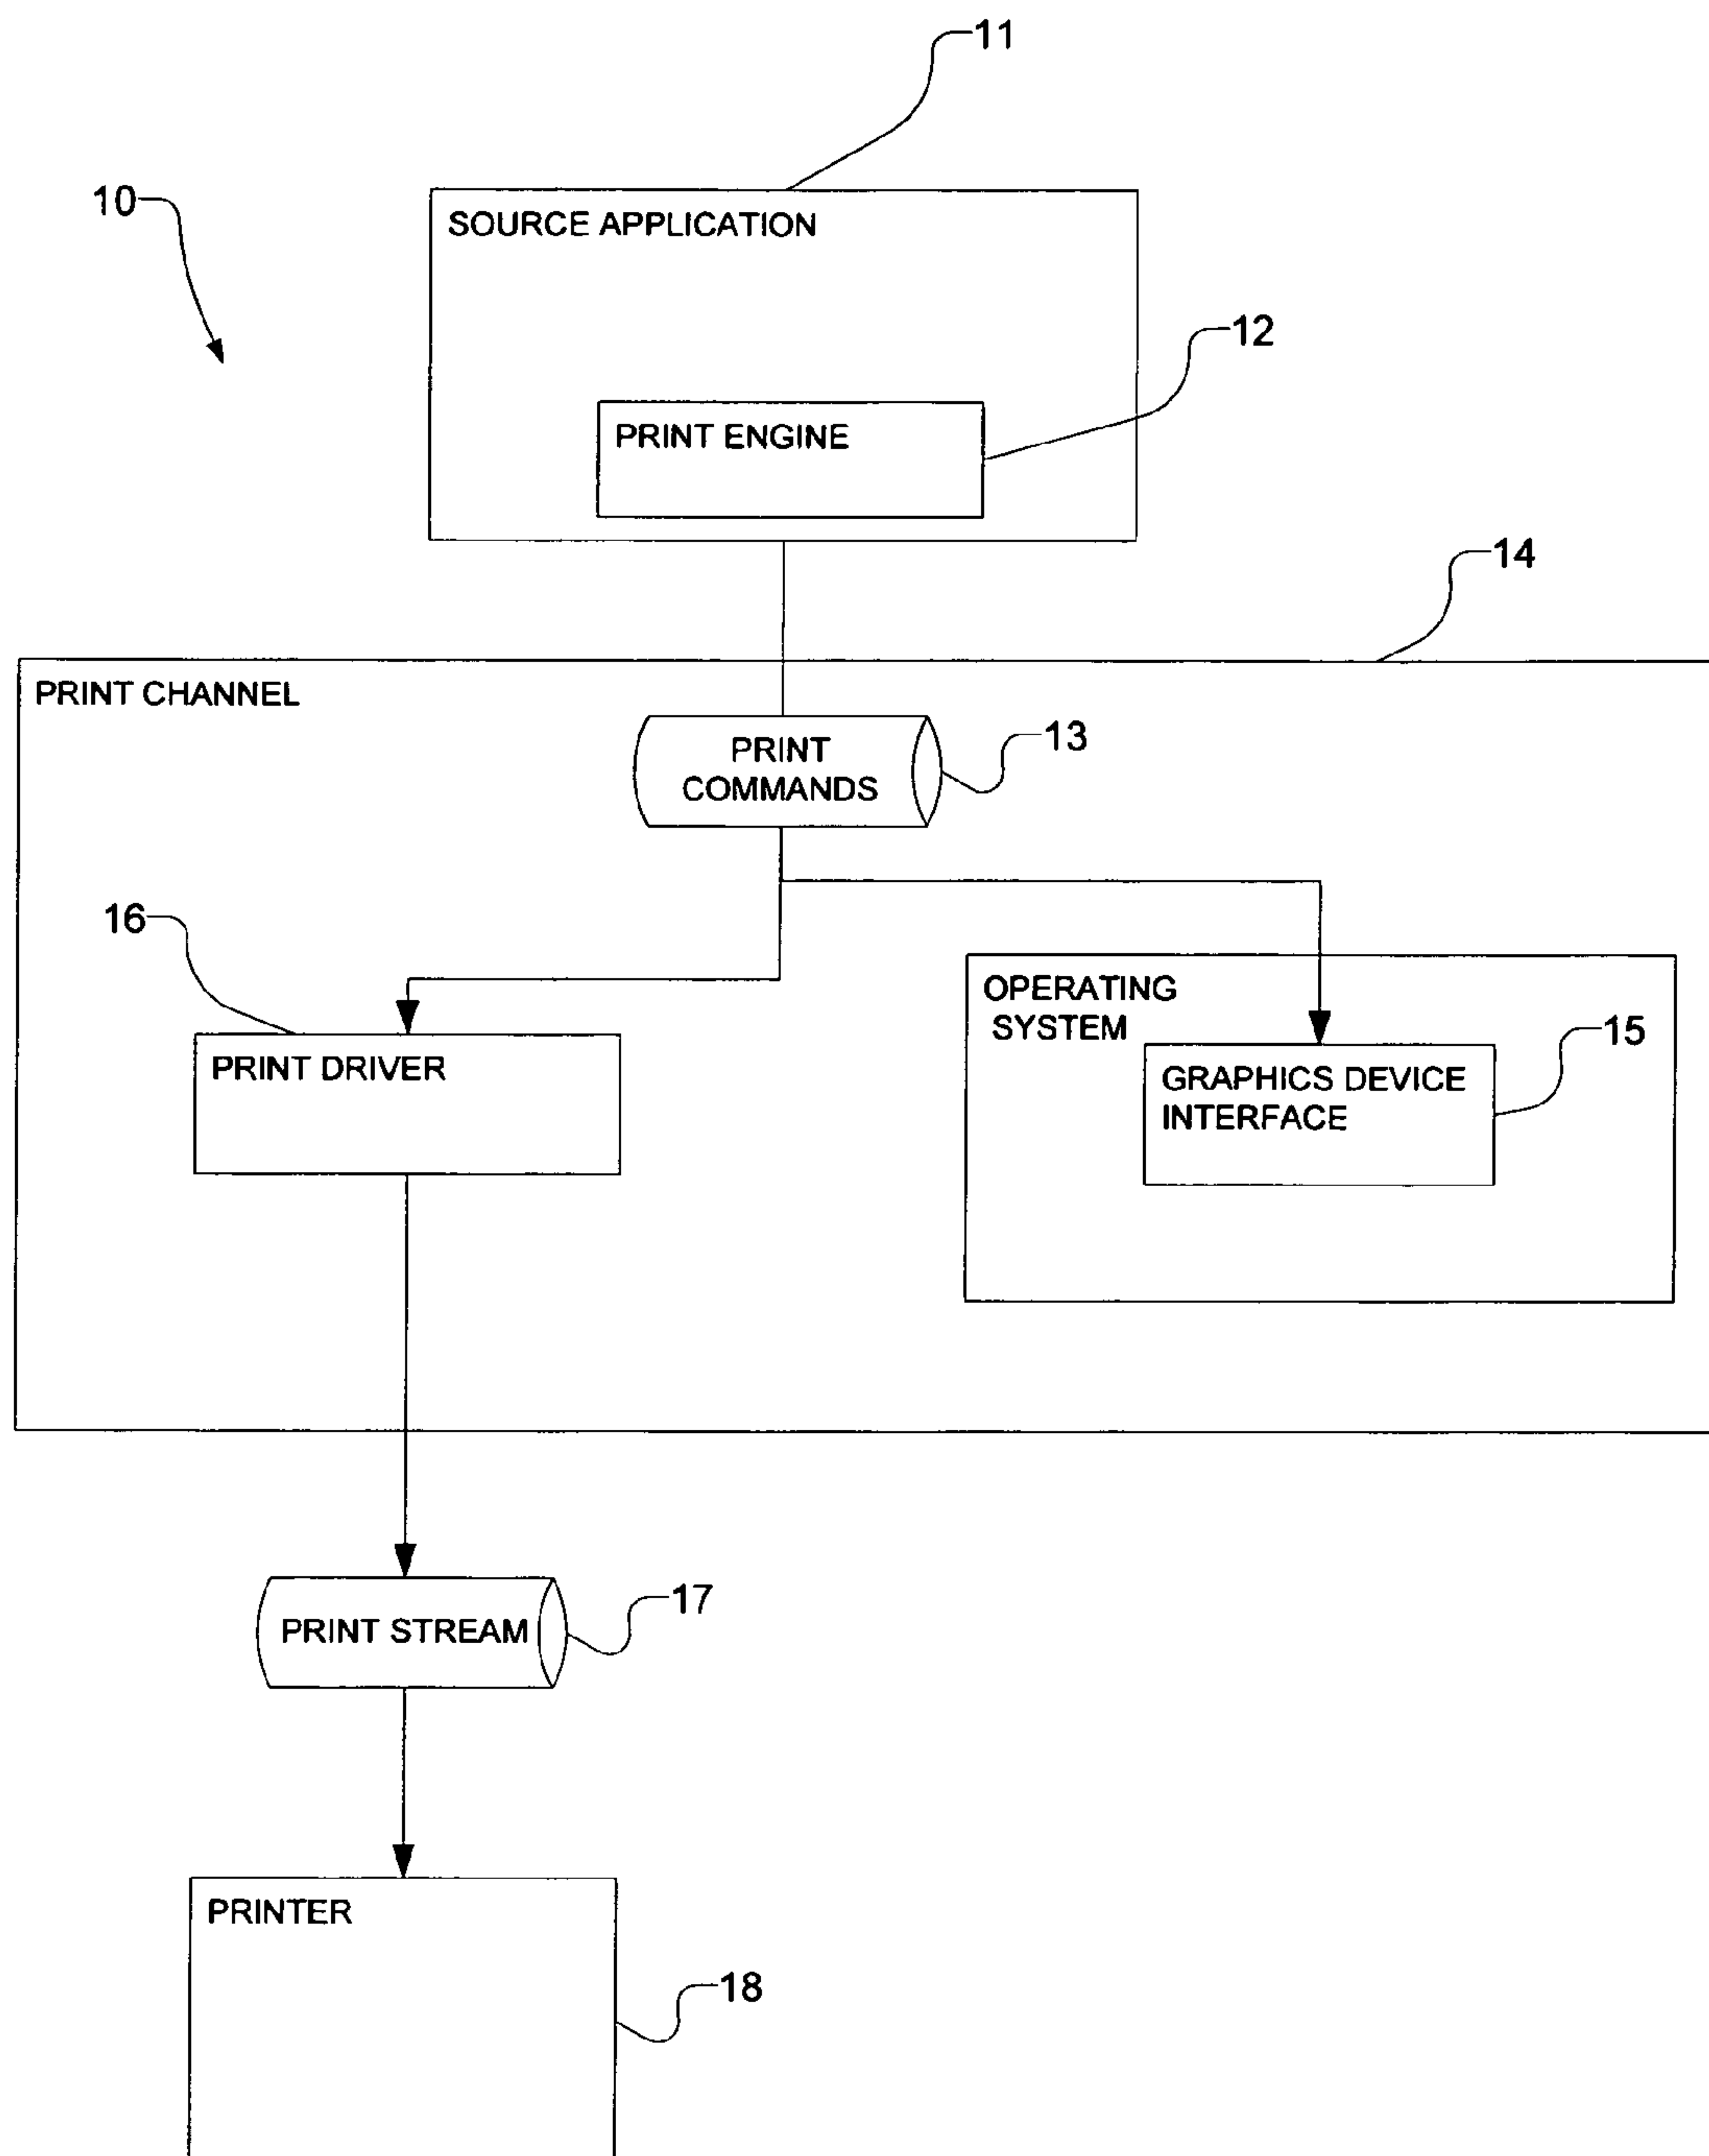 11
10
SOURCE APPLICATION
12
PRINT ENGINE
14
PRINT CHANNEL
13
PRINT
COMMANDS
16
OPERATING
SYSTEM
15
PRINT DRIVER
GRAPHICS DEVICE
INTERFACE
17
PRINT STREAM
PRINTER
18